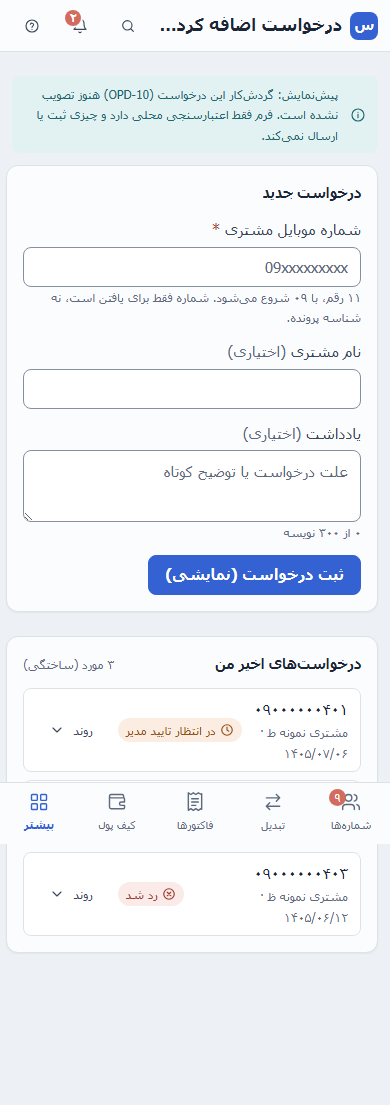 س
درخواست اضافه کرد...
۲
پیش‌نمایش: گردش‌کار این درخواست (OPD-10) هنوز تصویب
نشده است. فرم فقط اعتبارسنجی محلی دارد و چیزی ثبت یا
ارسال نمی‌کند.
درخواست جدید
شماره موبایل مشتری *
09xxxxxxxxx
۱۱ رقم، با ۰۹ شروع می‌شود. شماره فقط برای یافتن است، نه
شناسه پرونده.
نام مشتری (اختیاری)
یادداشت (اختیاری)
علت درخواست یا توضیح کوتاه
۰ از ۳۰۰ نویسه
ثبت درخواست (نمایشی)
درخواست‌های اخیر من
۳ مورد (ساختگی)
۰۹۰۰۰۰۰۰۴۰۱
مشتری نمونه ط ·
۱۴۰۵/۰۷/۰۶
در انتظار تایید مدیر
روند
۹
شماره‌ها
تبدیل
فاکتورها
کیف پول
بیشتر
۰۹۰۰۰۰۰۰۴۰۳
مشتری نمونه ظ ·
۱۴۰۵/۰۶/۱۲
رد شد
روند